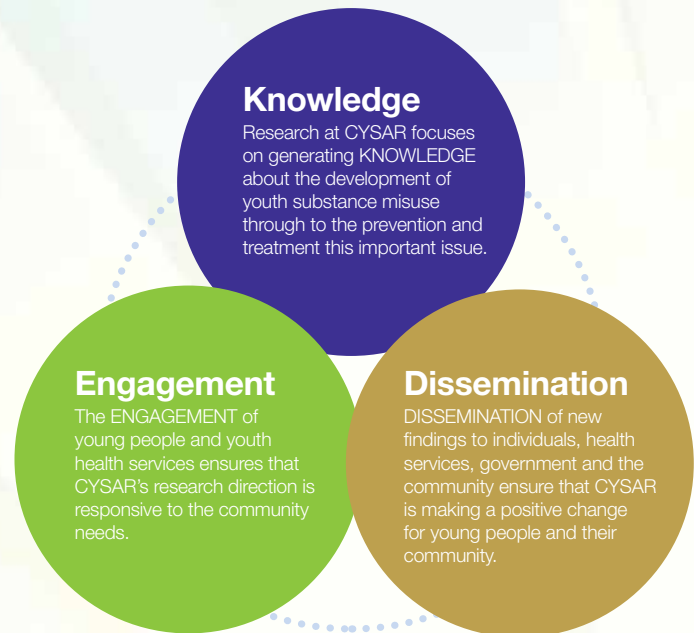 Knowledge
Research at CYSAR focuses
on generating KNOWLEDGE
about the development of
youth substance misuse
through to the prevention and
treatment this important issue.
Engagement
The ENGAGEMENT of
young people and youth
health services ensures that
CYSAR's research direction is
responsive to the community
needs.
Dissemination
DISSEMINATION of new
findings to individuals, health
services, government and the
community ensure that CYSAR
is making a positive change
for young people and their
community.